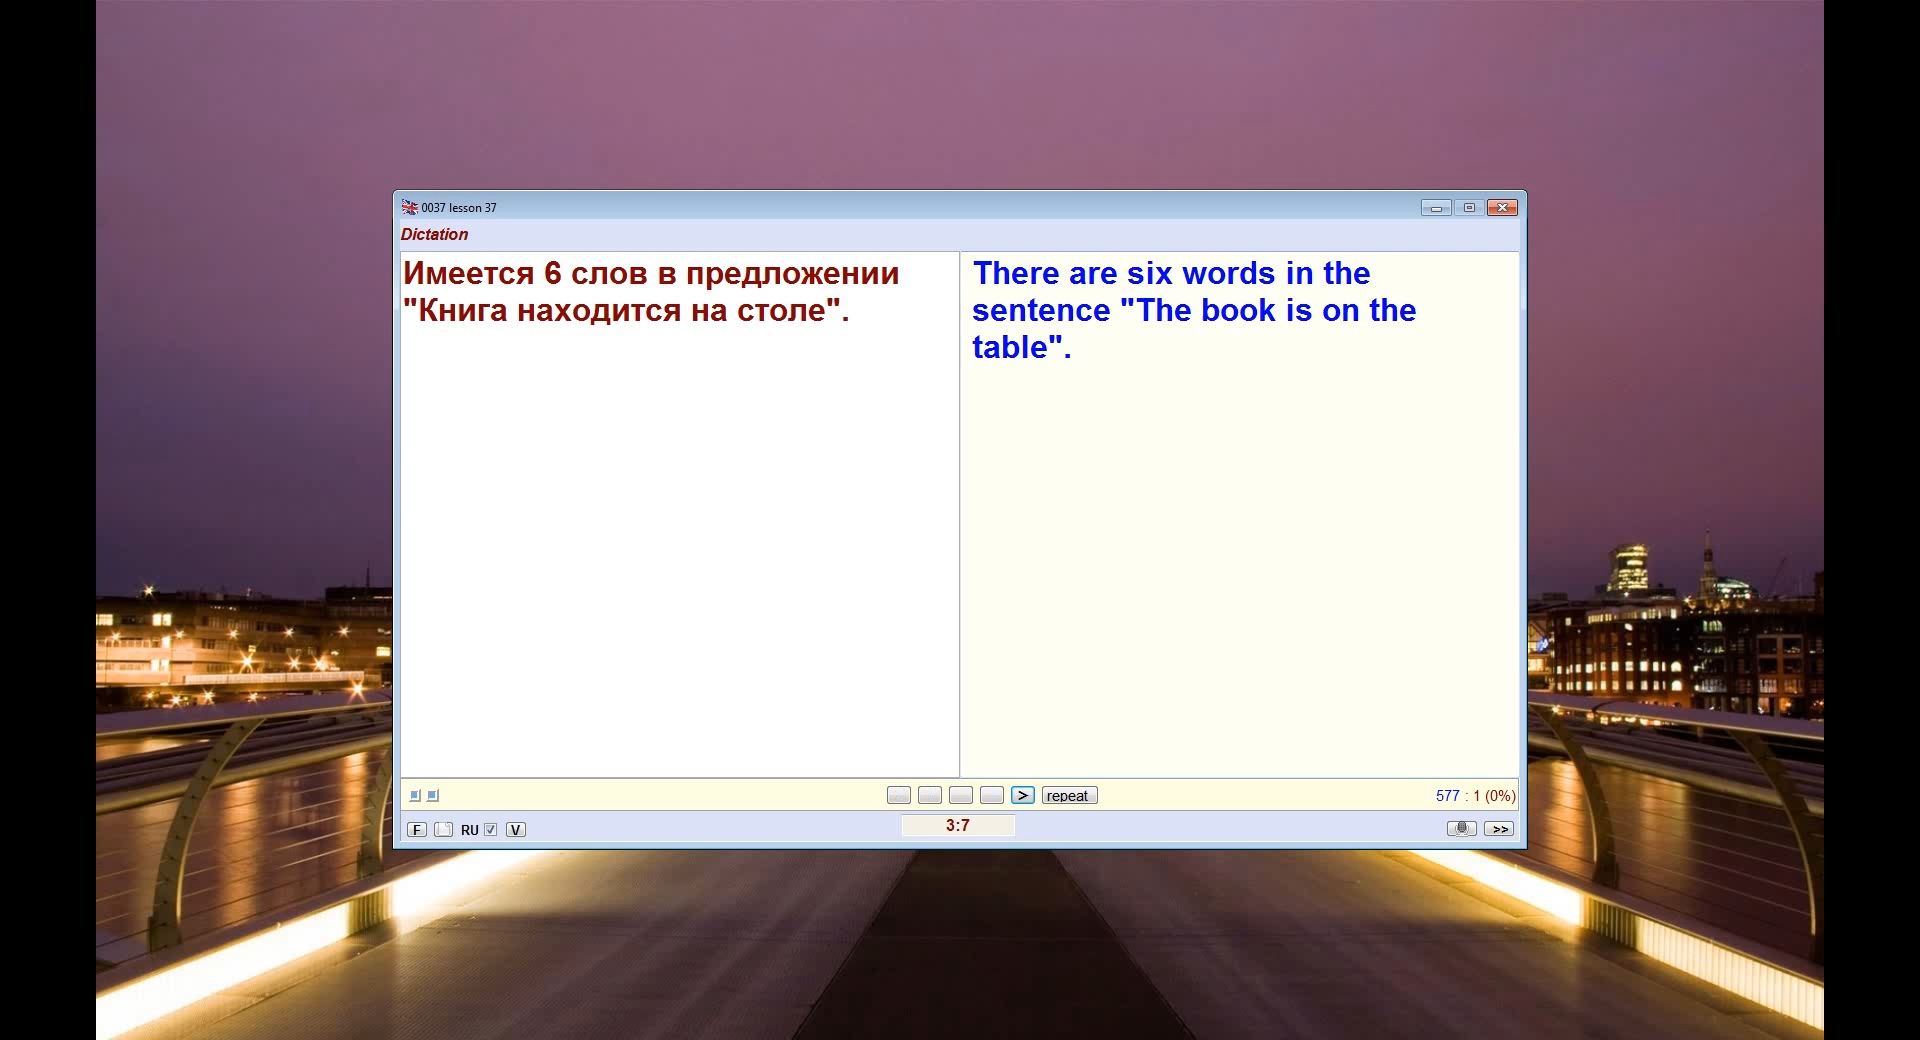 0037 lesson 37
Dictation
Имеется 6 слов в предложении
"Книга находится на столе".
There are six words in the
sentence "The book is on the
table".
> repeat
577 : 1 (0%)
F RU V
3:7
>>